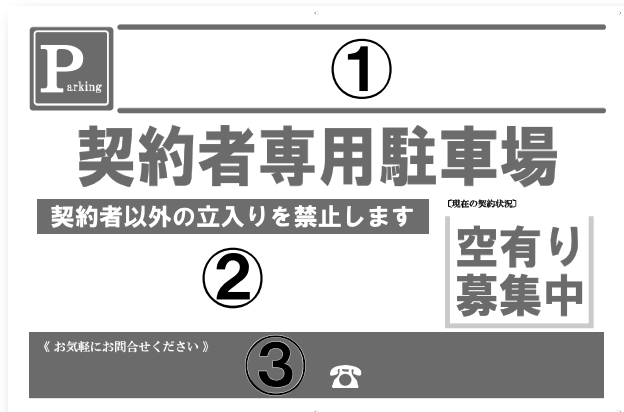 Parking
①
契約者専用駐車場
契約者以外の立入りを禁止します
〔現在の契約状況〕
空有り
募集中
②
《 お気軽にお問合せください 》
③
☎